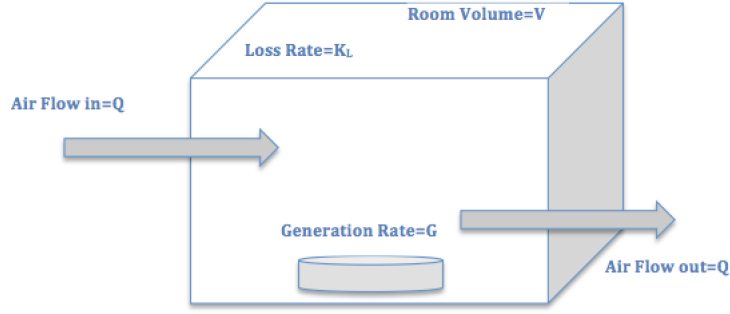 Room Volume=V
Loss Rate=K_L
Air Flow in=Q
Generation Rate=G
Air Flow out=Q